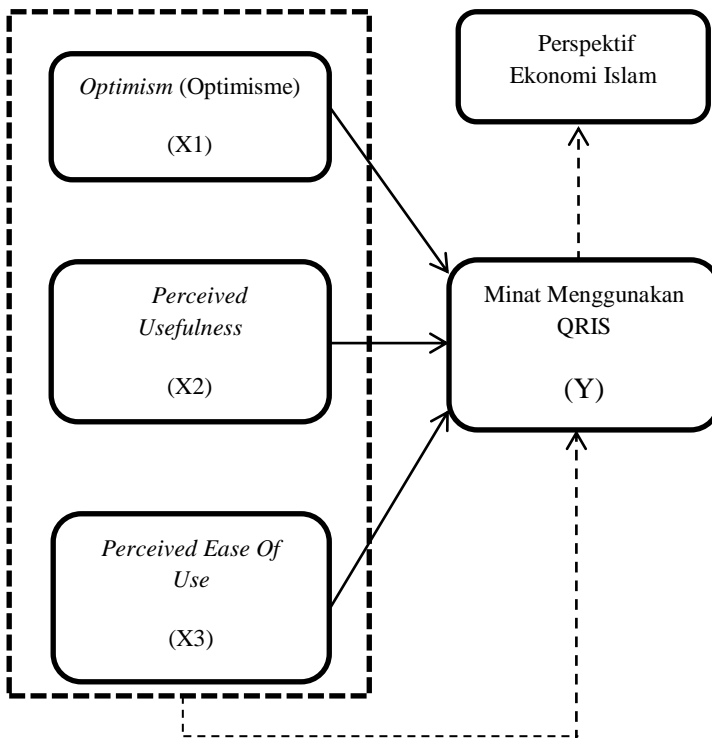 Optimism (Optimisme)
(X1)
Perceived
Usefulness
(X2)
Perceived Ease Of
Use
(X3)
Perspektif
Ekonomi Islam
Minat Menggunakan
QRIS
(Y)